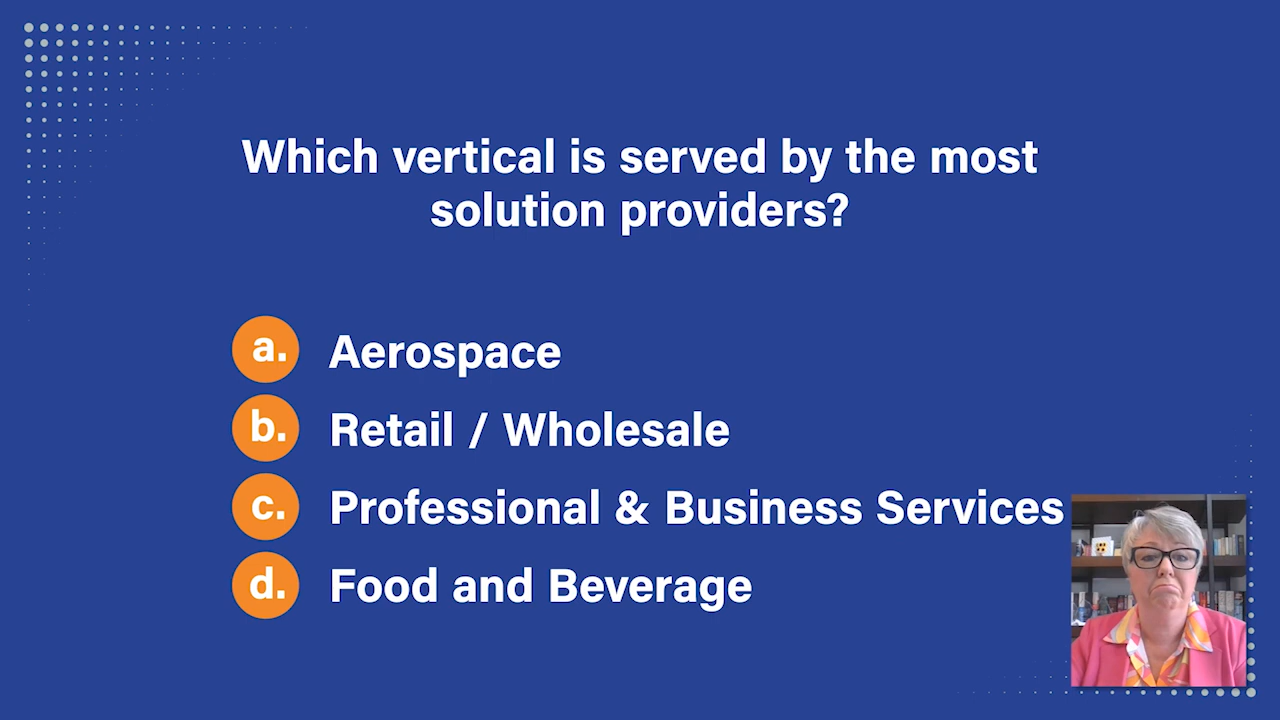 Which vertical is served by the most
solution providers?
a. Aerospace
b. Retail / Wholesale
c. Professional & Business Services
d. Food and Beverage